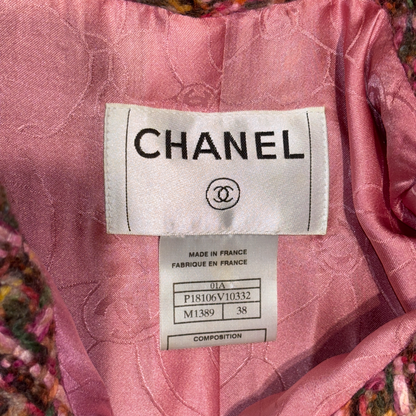 CHANEL
MADE IN FRANCE
FABRIQUE EN FRANCE
01A
P18106V10332
M1389 38
COMPOSITION